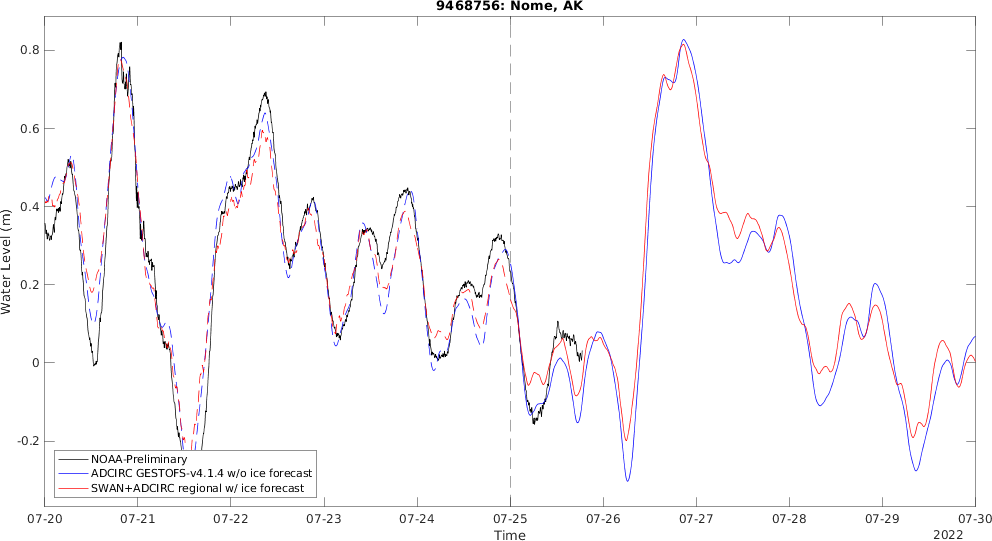 9468756: Nome, AK
Water Level (m)
0.8
0.6
0.4
0.2
0
-0.2
NOAA-Preliminary
ADCIRC GESTOFS-v4.1.4 w/o ice forecast
SWAN+ADCIRC regional w/ ice forecast
07-20 07-21 07-22 07-23 07-24 07-25 07-26 07-27 07-28 07-29 07-30
Time
2022